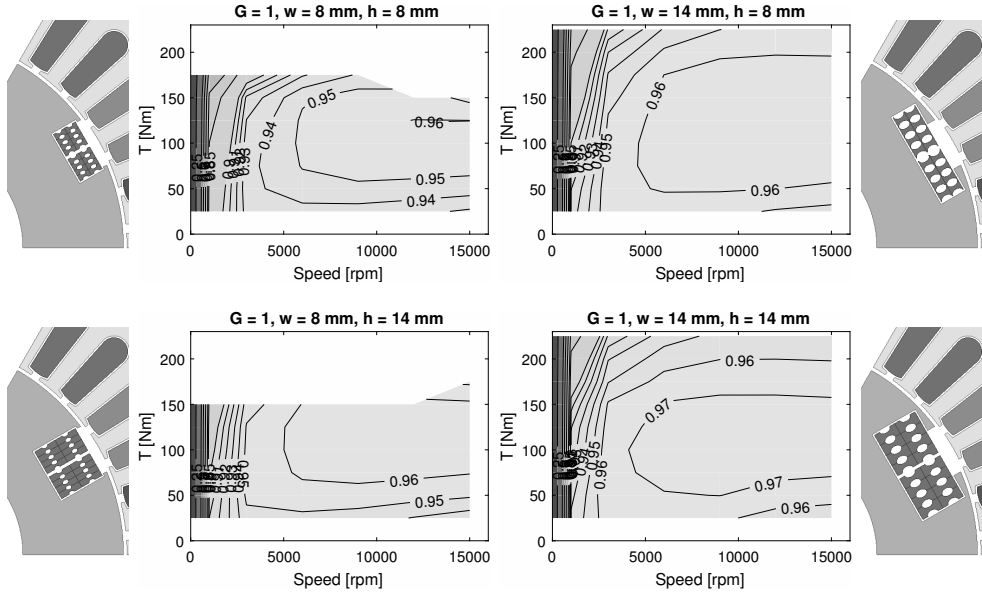 G = 1, w = 8 mm, h = 8 mm
200
150
100
50
0
T [Nm]
0.94
0.95
0.96
0.95
0.94
0.93
0 5000 10000 15000
Speed [rpm]
G = 1, w = 14 mm, h = 8 mm
200
150
100
50
0
T [Nm]
0.96
0.95
0.96
0 5000 10000 15000
Speed [rpm]
G = 1, w = 8 mm, h = 14 mm
200
150
100
50
0
T [Nm]
0.96
0.95
0 5000 10000 15000
Speed [rpm]
G = 1, w = 14 mm, h = 14 mm
200
150
100
50
0
T [Nm]
0.96
0.97
0.95
0.96
0.97
0.96
0 5000 10000 15000
Speed [rpm]